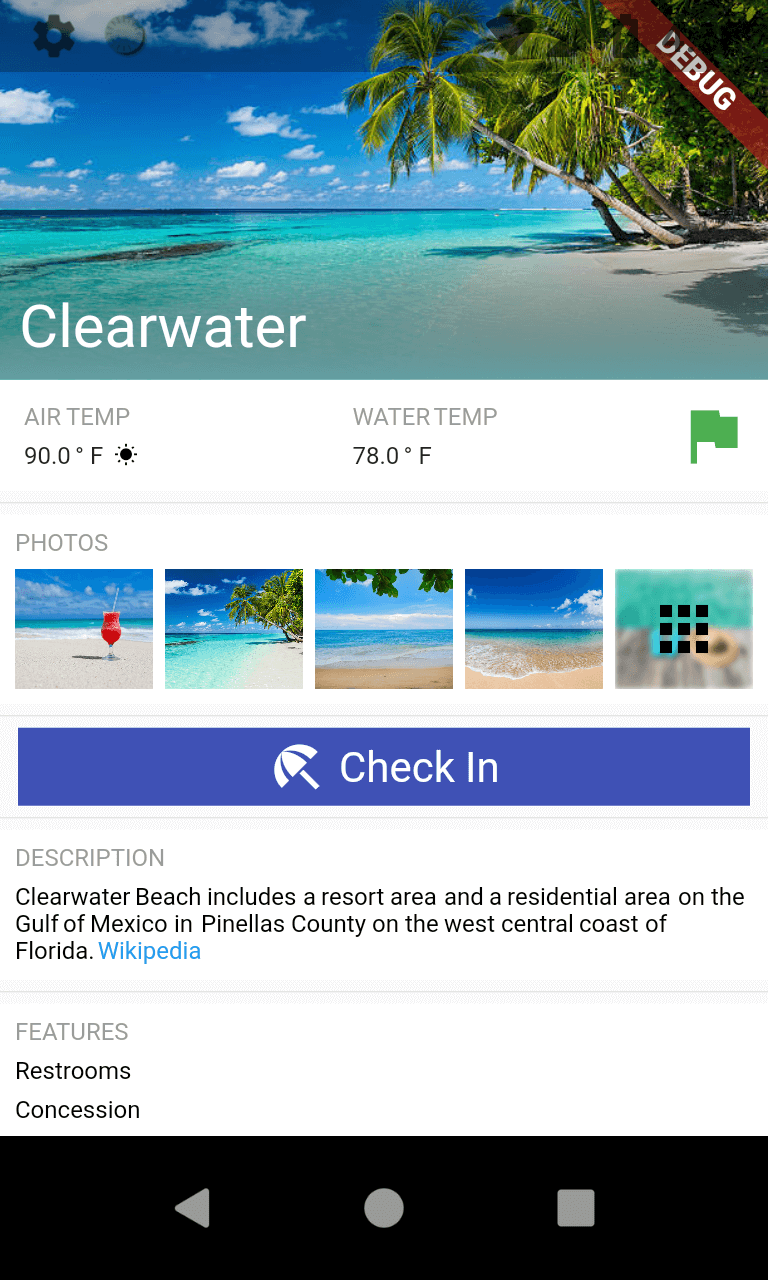 DEBUG
Clearwater
AIR TEMP
WATER TEMP
90.0 ° F
78.0 ° F
PHOTOS
Check In
DESCRIPTION
Clearwater Beach includes a resort area and a residential area on the
Gulf of Mexico in Pinellas County on the west central coast of
Florida. Wikipedia
FEATURES
Restrooms
Concession